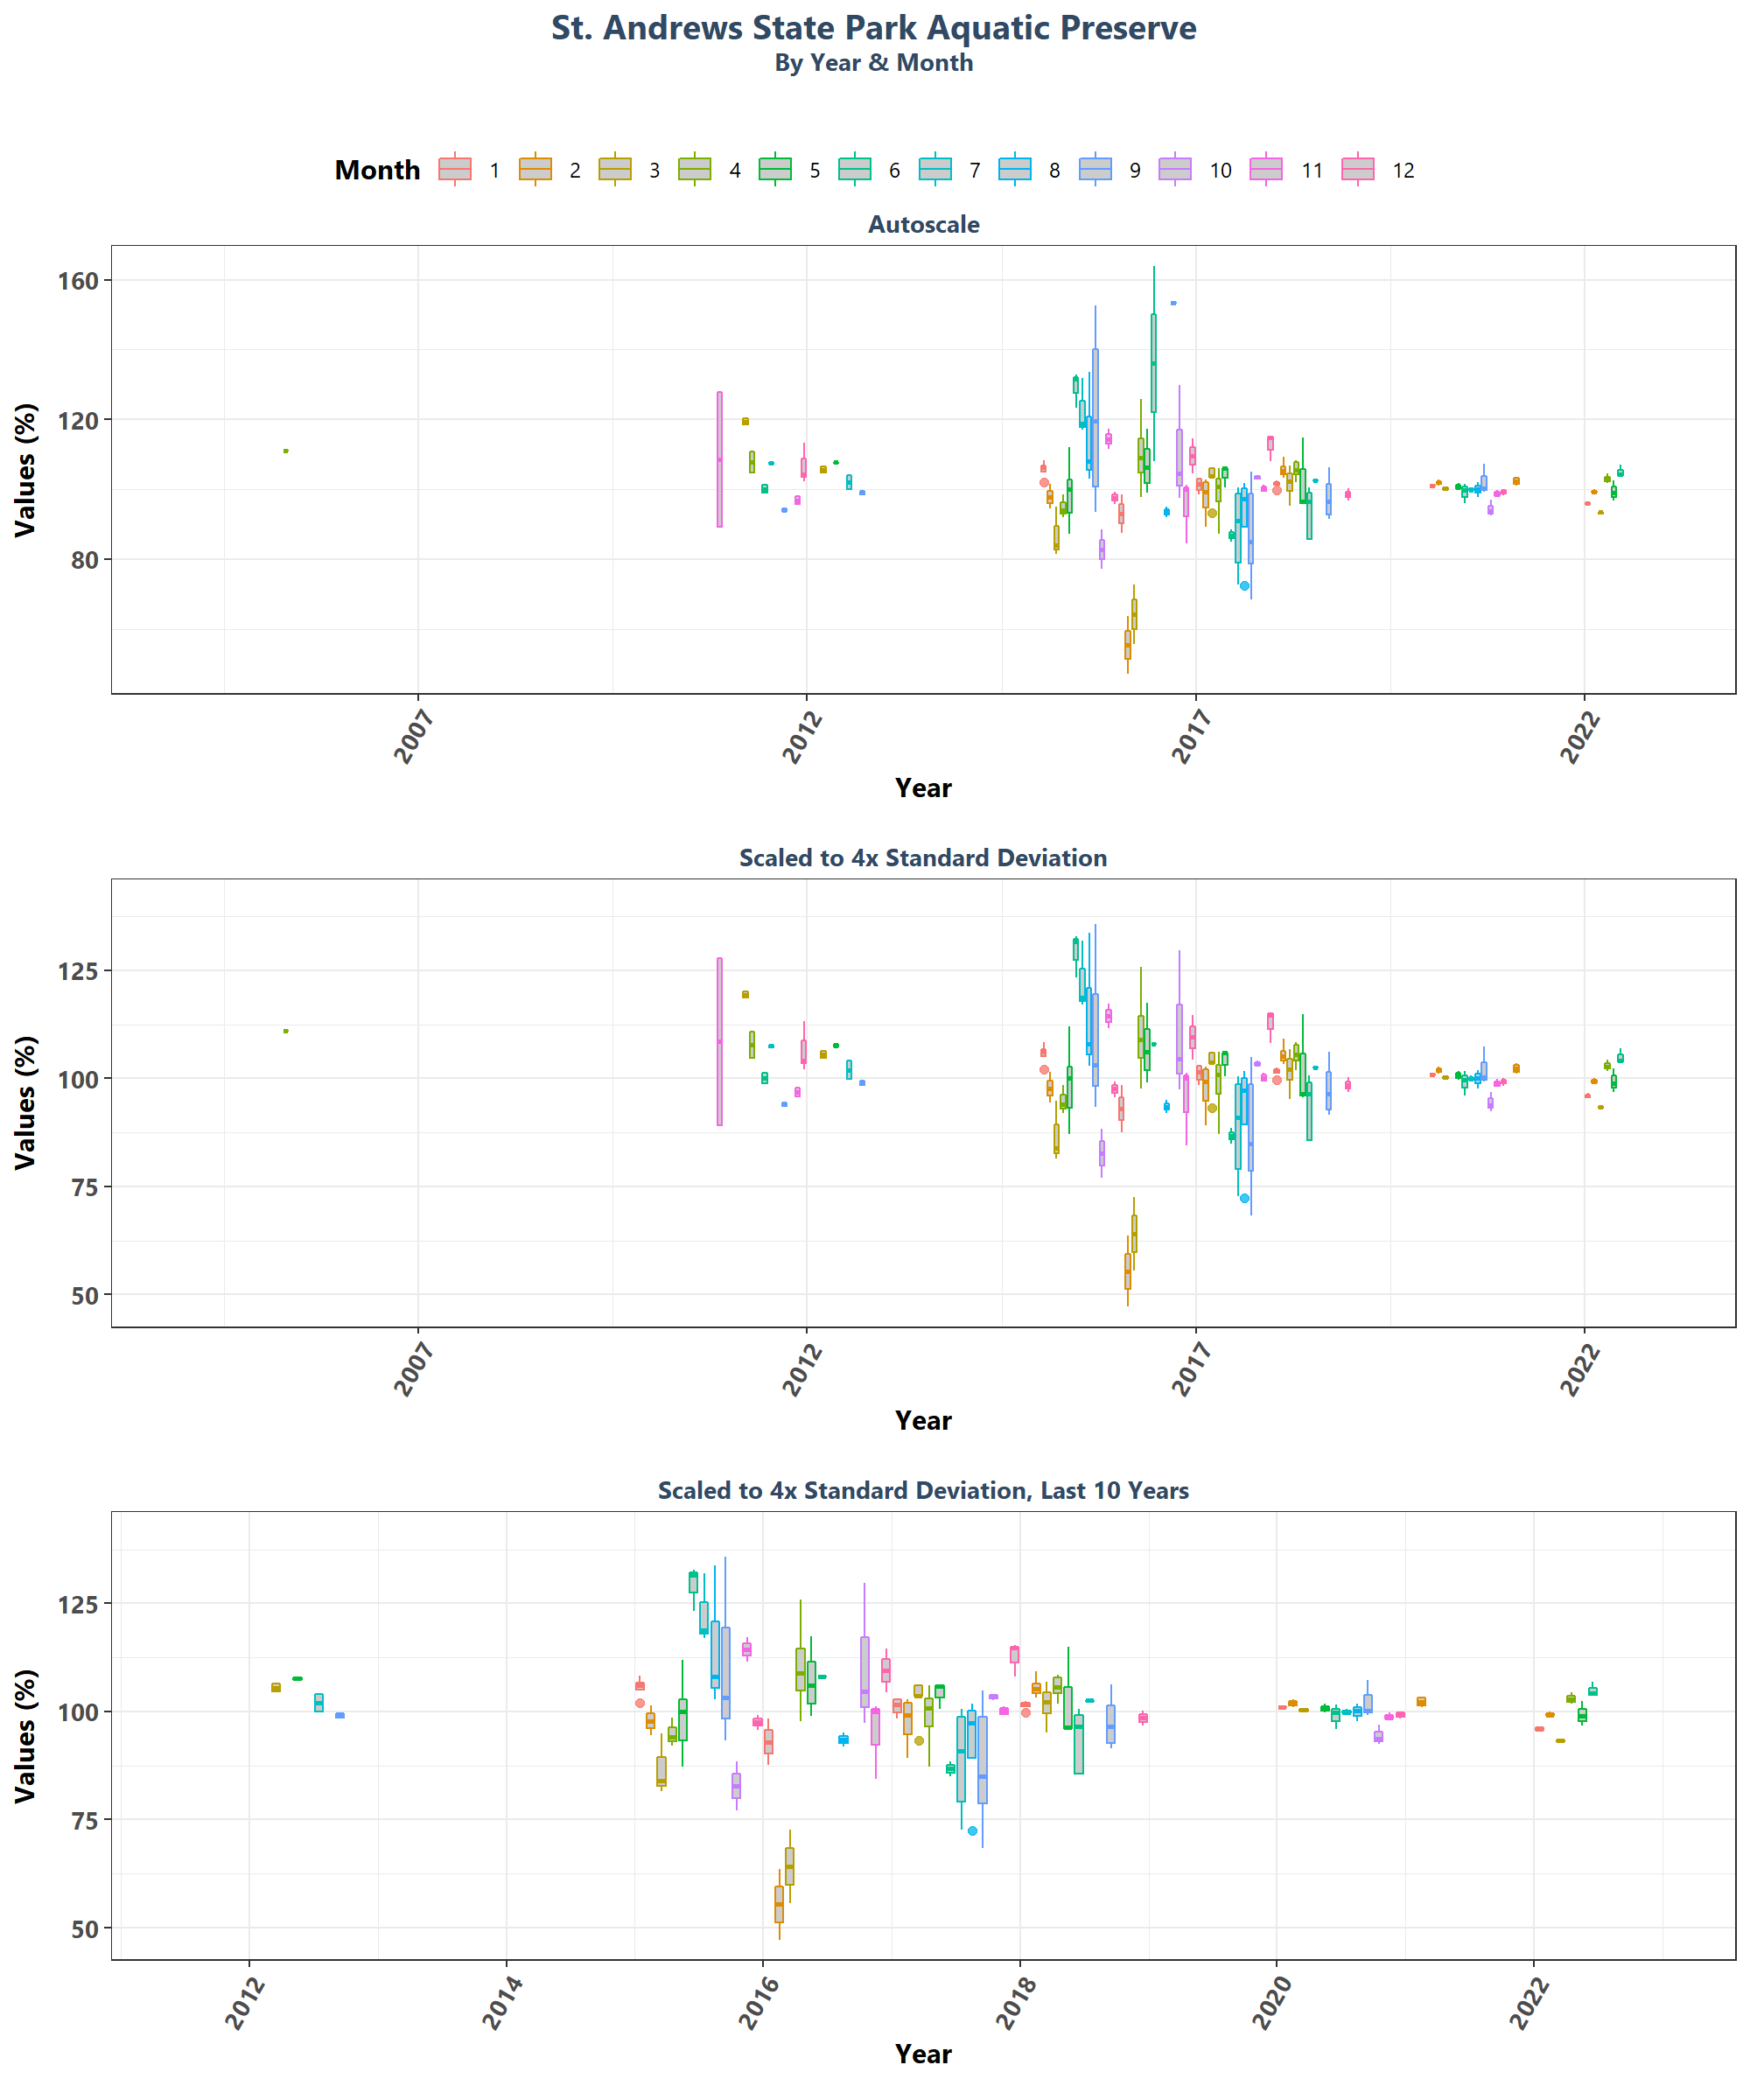 St. Andrews State Park Aquatic Preserve
By Year & Month
Month 1 2 3 4 5 6 7 8 9 10 11 12
Autoscale
Values (%)
160
120
80
2007 2012 2017 2022
Year
Scaled to 4x Standard Deviation
Values (%)
125
100
75
50
2007 2012 2017 2022
Year
Scaled to 4x Standard Deviation, Last 10 Years
Values (%)
125
100
75
50
2012 2014 2016 2018 2020 2022
Year